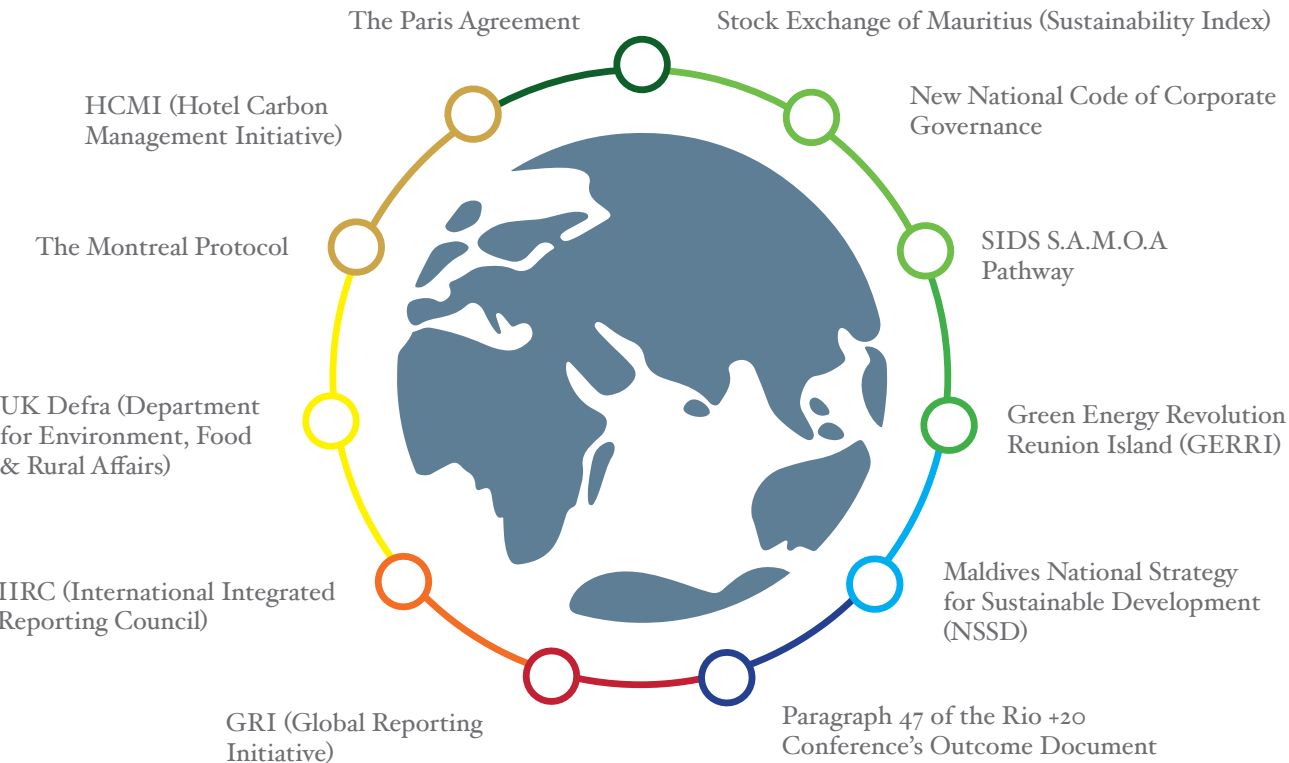 The Paris Agreement
Stock Exchange of Mauritius (Sustainability Index)
HCMI (Hotel Carbon
Management Initiative)
New National Code of Corporate
Governance
The Montreal Protocol
SIDS S.A.M.O.A
Pathway
UK Defra (Department
for Environment, Food
& Rural Affairs)
Green Energy Revolution
Reunion Island (GERRI)
IIRC (International Integrated
Reporting Council)
Maldives National Strategy
for Sustainable Development
(NSSD)
GRI (Global Reporting
Initiative)
Paragraph 47 of the Rio +20
Conference's Outcome Document